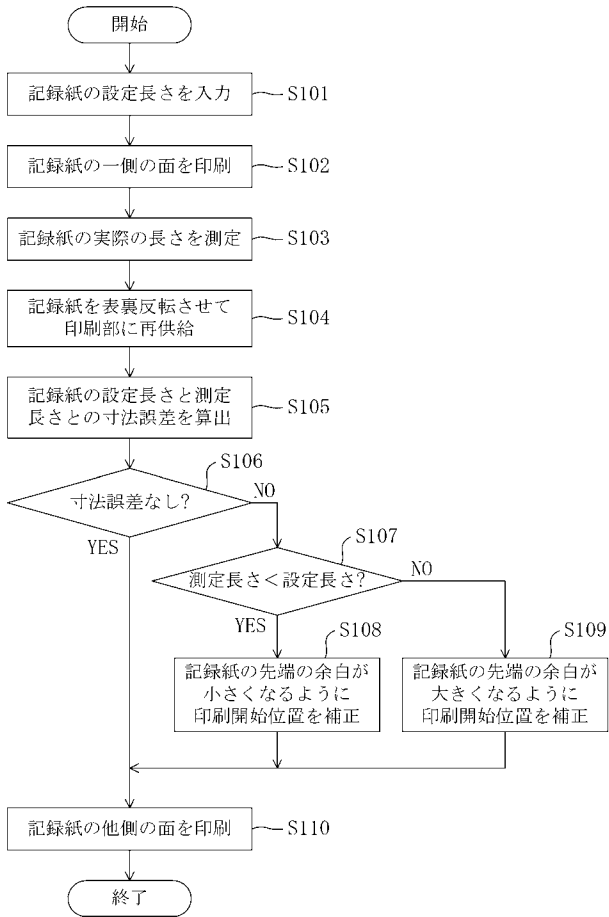 開始
記録紙の設定長さを入力
S101
記録紙の一側の面を印刷
S102
記録紙の実際の長さを測定
S103
記録紙を表裏反転させて
印刷部に再供給
S104
記録紙の設定長さと測定
長さとの寸法誤差を算出
S105
S106
寸法誤差なし?
NO
YES
S107
測定長さ<設定長さ?
NO
YES
S108
記録紙の先端の余白が
小さくなるように
印刷開始位置を補正
S109
記録紙の先端の余白が
大きくなるように
印刷開始位置を補正
記録紙の他側の面を印刷
S110
終了